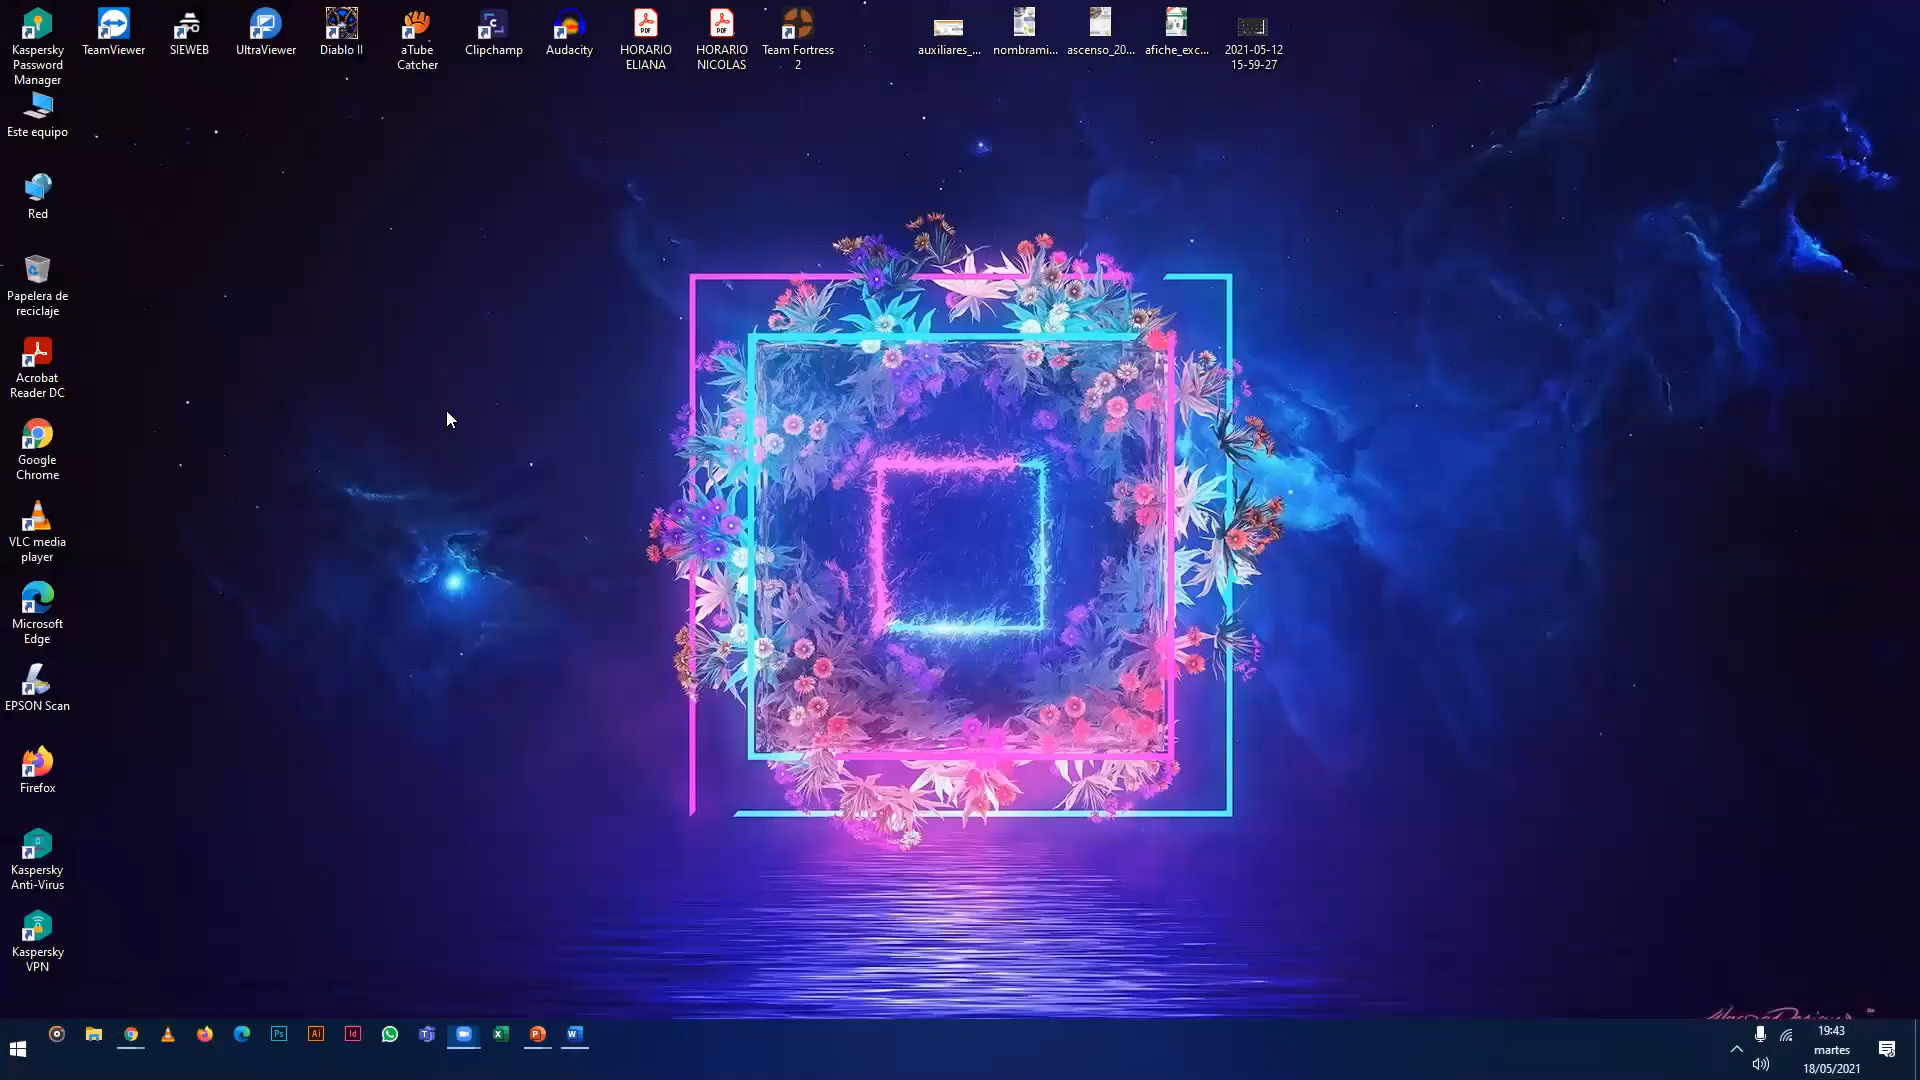 Kaspersky
Password
Manager
TeamViewer
SIEWEB
UltraViewer
Diablo II
aTube
Catcher
Clipchamp
Audacity
HORARIO
ELIANA
HORARIO
NICOLAS
Team Fortress
2
auxiliares_...
nombrami...
ascenso_20...
afiche_exc...
2021-05-12
15-59-27
Este equipo
Red
Papelera de
reciclaje
Acrobat
Reader DC
Google
Chrome
VLC media
player
Microsoft
Edge
EPSON Scan
Firefox
Kaspersky
Anti-Virus
Kaspersky
VPN
19:43
martes
18/05/2021